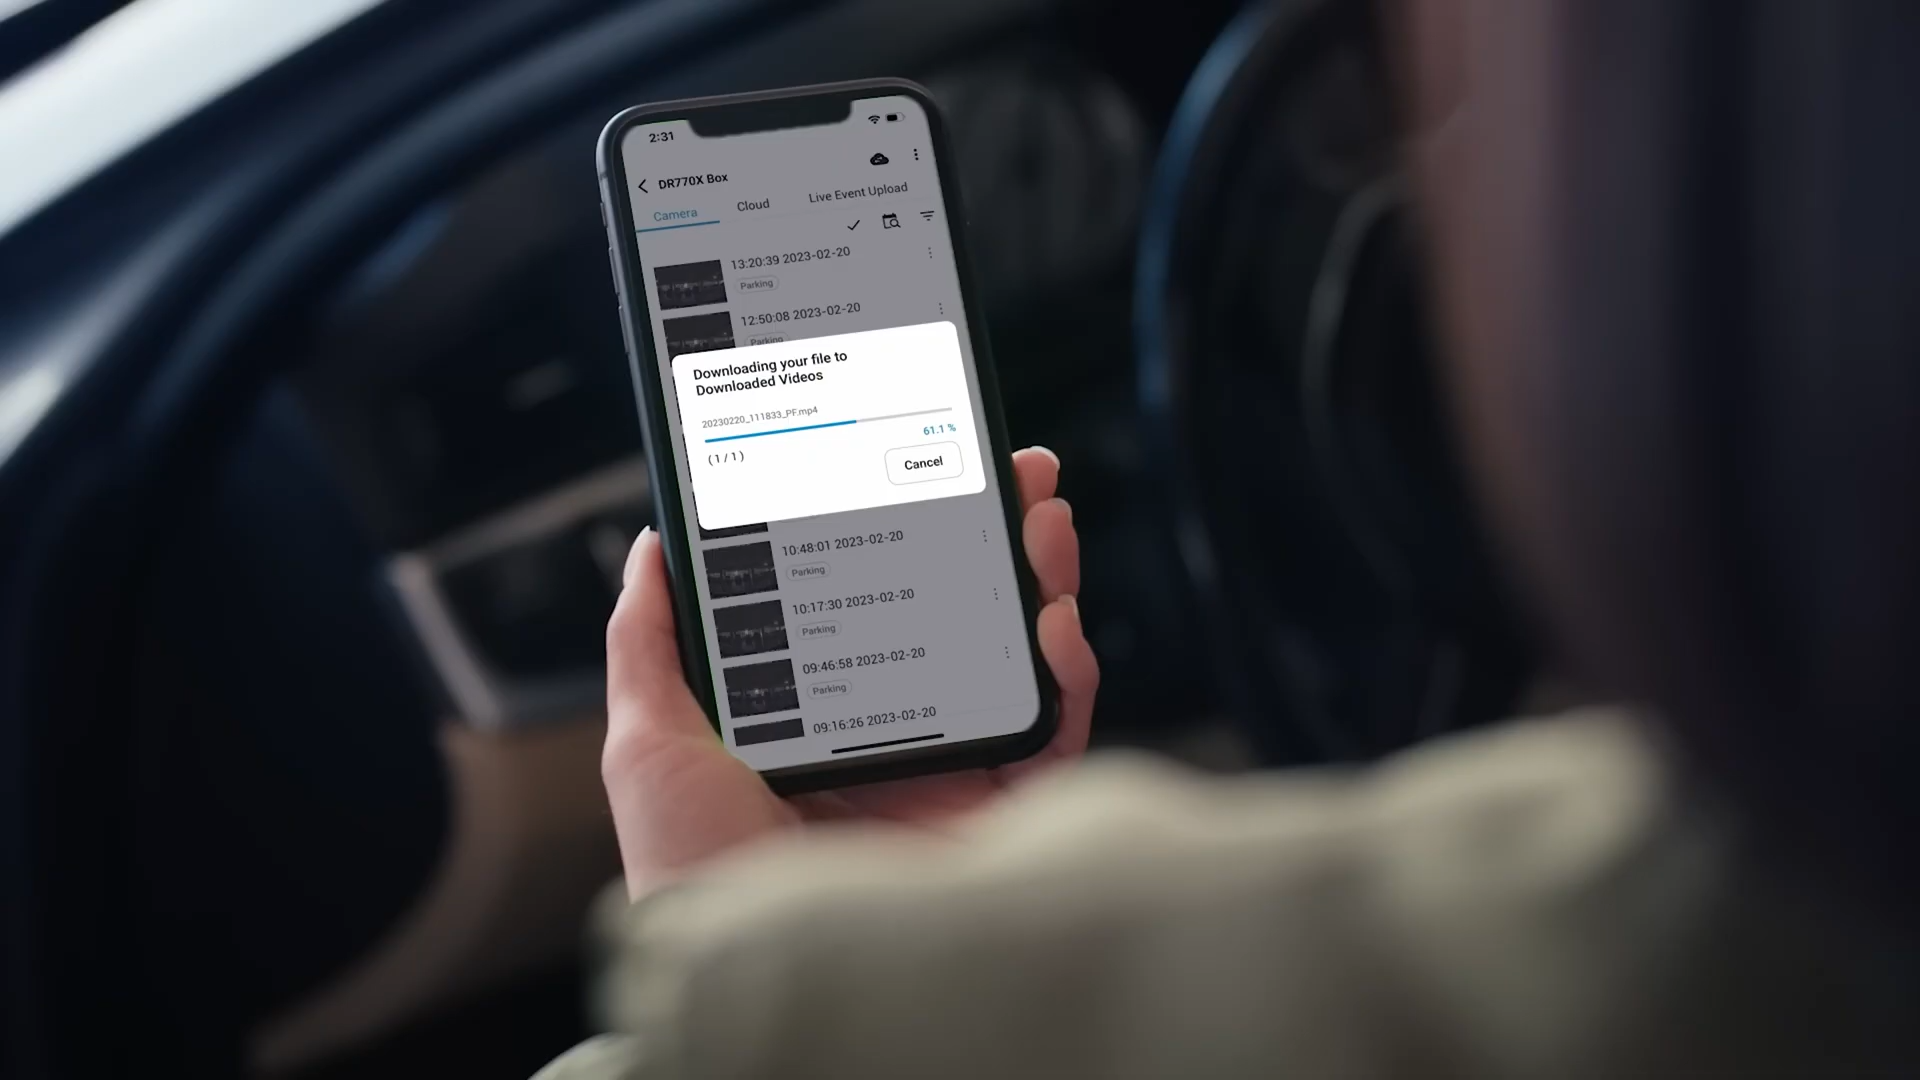 2:31
DR770X Box
Camera
Cloud
Live Event Upload
13:20:39 2023-02-20
Parking
12:50:08 2023-02-20
Parking
Downloading your file to
Downloaded Videos
20230220_111833_PF.mp4
61.1 %
(1/1)
Cancel
10:48:01 2023-02-20
Parking
10:17:30 2023-02-20
Parking
09:46:58 2023-02-20
Parking
09:16:26 2023-02-20